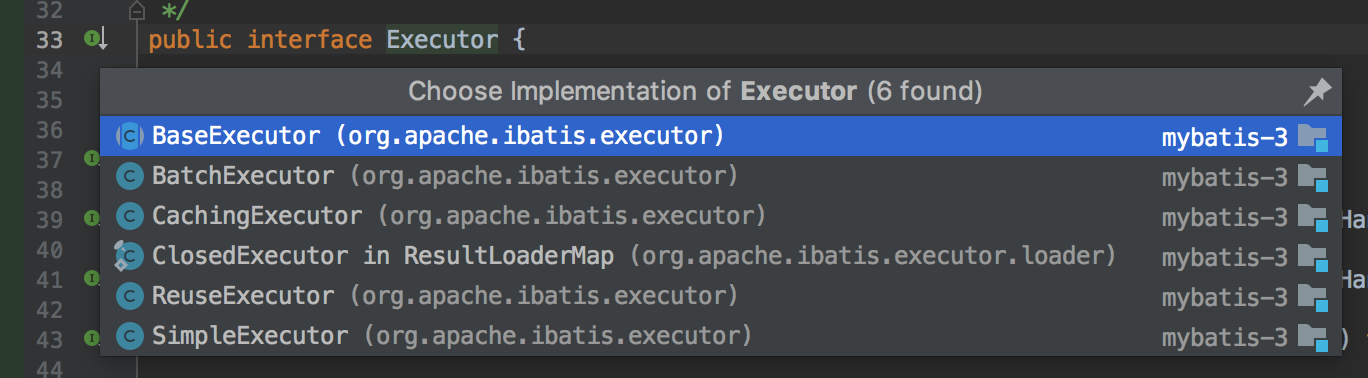 32 */
33 public interface Executor {
34
Choose Implementation of Executor (6 found)
35
36 BaseExecutor (org.apache.ibatis.executor) mybatis-3
37
38 BatchExecutor (org.apache.ibatis.executor) mybatis-3
39 CachingExecutor (org.apache.ibatis.executor) mybatis-3 Ha
40 ClosedExecutor in ResultLoaderMap (org.apache.ibatis.executor.loader) mybatis-3
41 Ha
42 ReuseExecutor (org.apache.ibatis.executor) mybatis-3
43 SimpleExecutor (org.apache.ibatis.executor) mybatis-3 )
44